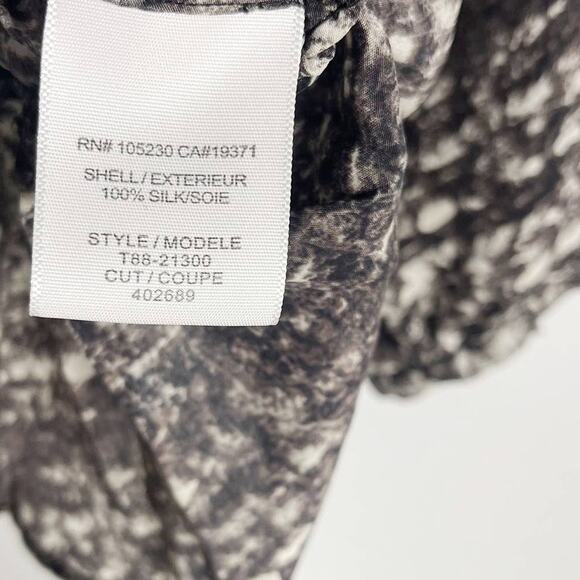 RN# 105230 CA#19371
SHELL / EXTERIEUR
100% SILK/SOIE
STYLE / MODELE
T88-21300
CUT / COUPE
402689